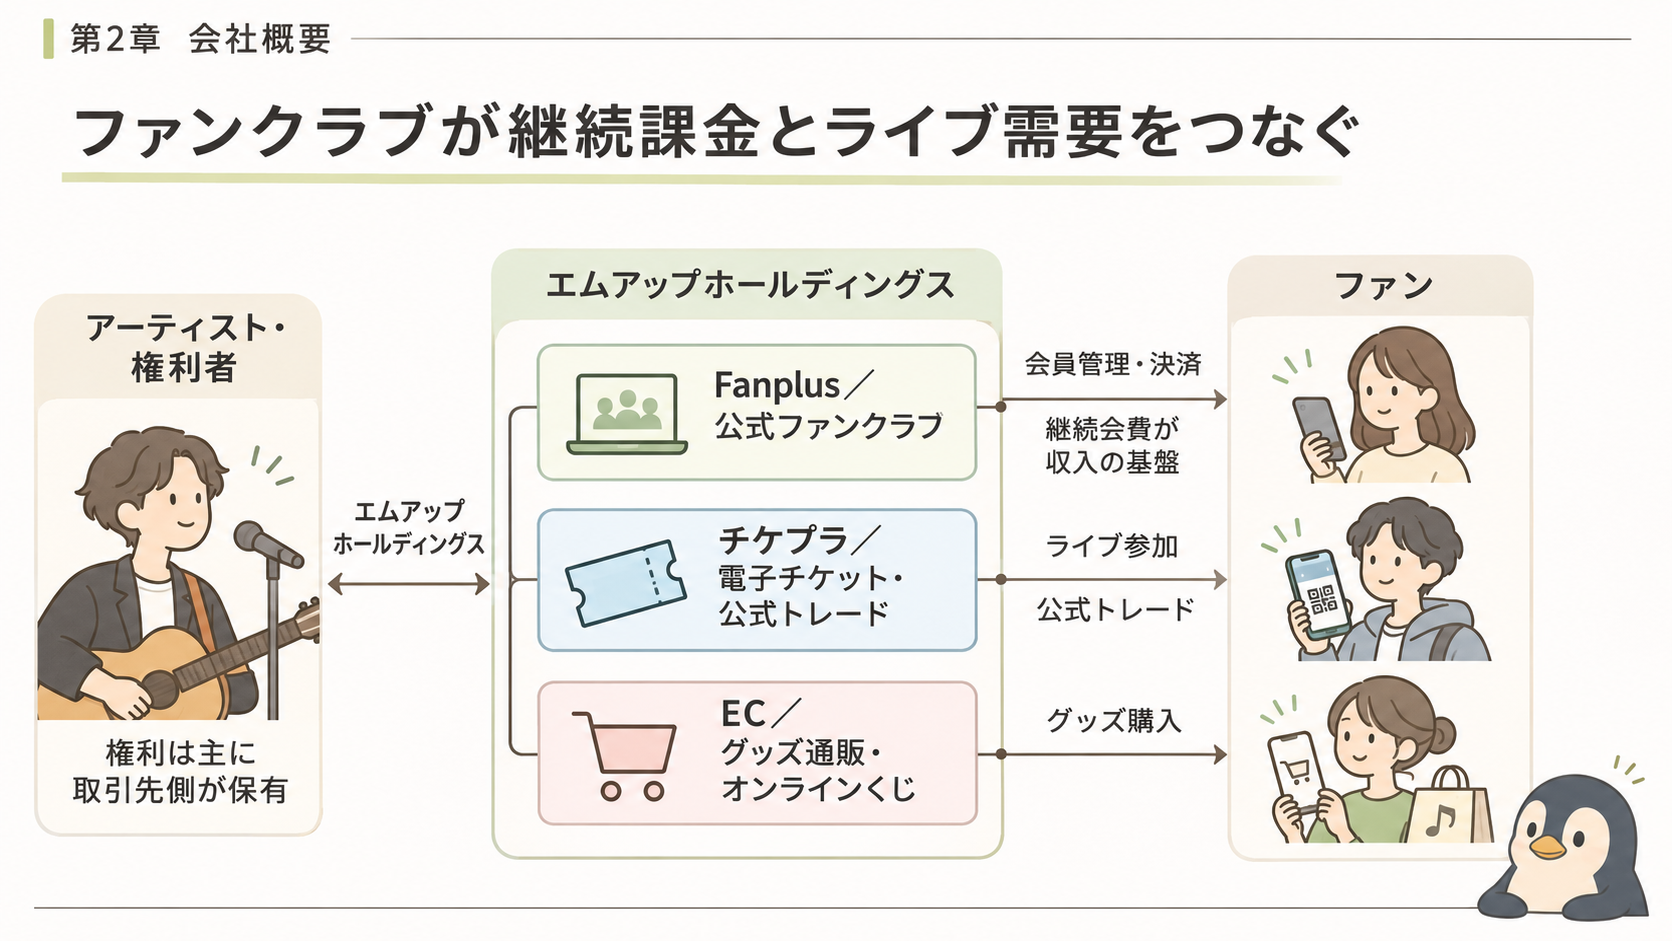 第2章 会社概要
ファンクラブが継続課金とライブ需要をつなぐ
アーティスト・
権利者
権利は主に
取引先側が保有
エムアップ
ホールディングス
エムアップホールディングス
Fanplus／
公式ファンクラブ
チケプラ／
電子チケット・
公式トレード
EC／
グッズ通販・
オンラインくじ
会員管理・決済
継続会費が
収入の基盤
ライブ参加
公式トレード
グッズ購入
ファン